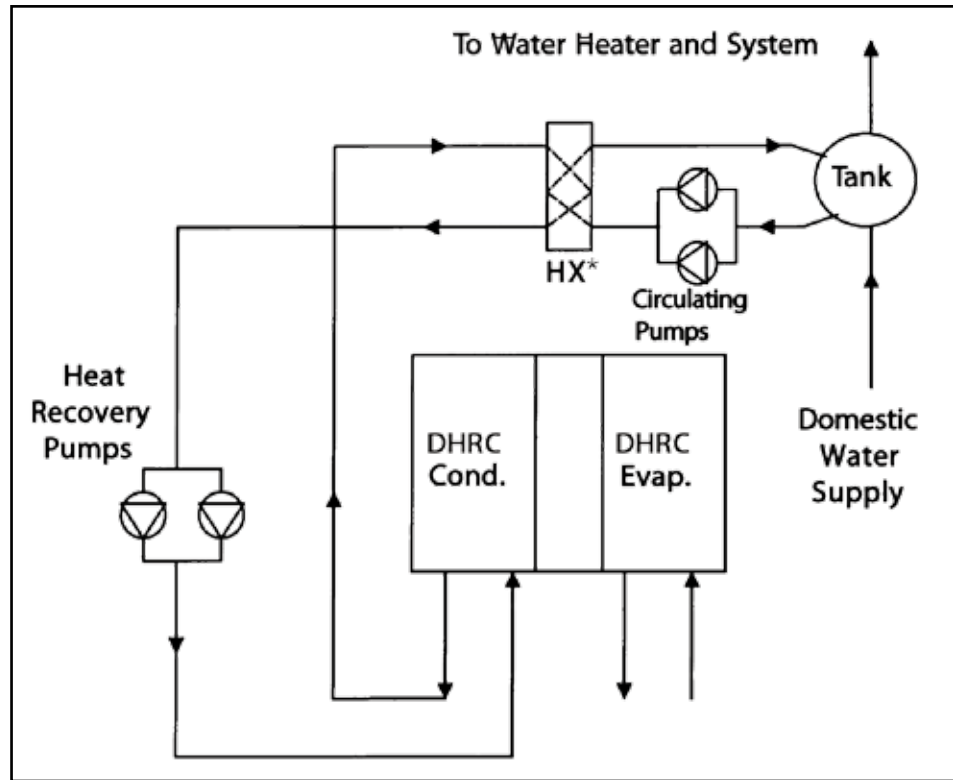 To Water Heater and System
Tank
HX*
Circulating
Pumps
Heat
Recovery
Pumps
DHRC
Cond.
DHRC
Evap.
Domestic
Water
Supply